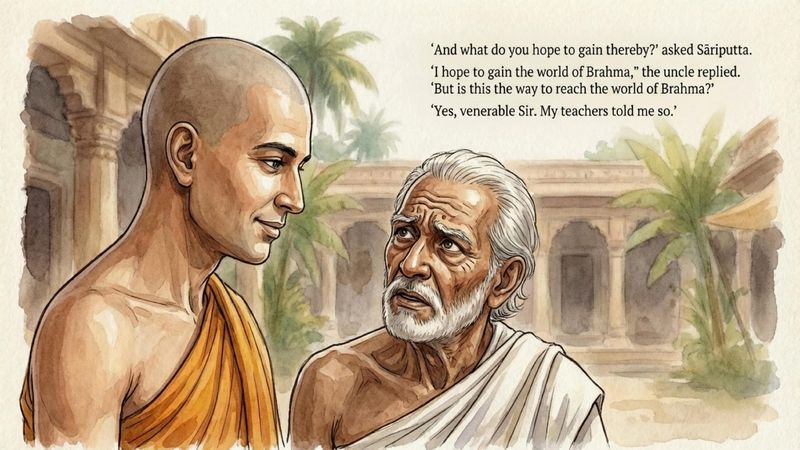 ‘And what do you hope to gain thereby?’ asked Sāriputta.
‘I hope to gain the world of Brahma,” the uncle replied.
‘But is this the way to reach the world of Brahma?’
‘Yes, venerable Sir. My teachers told me so.’